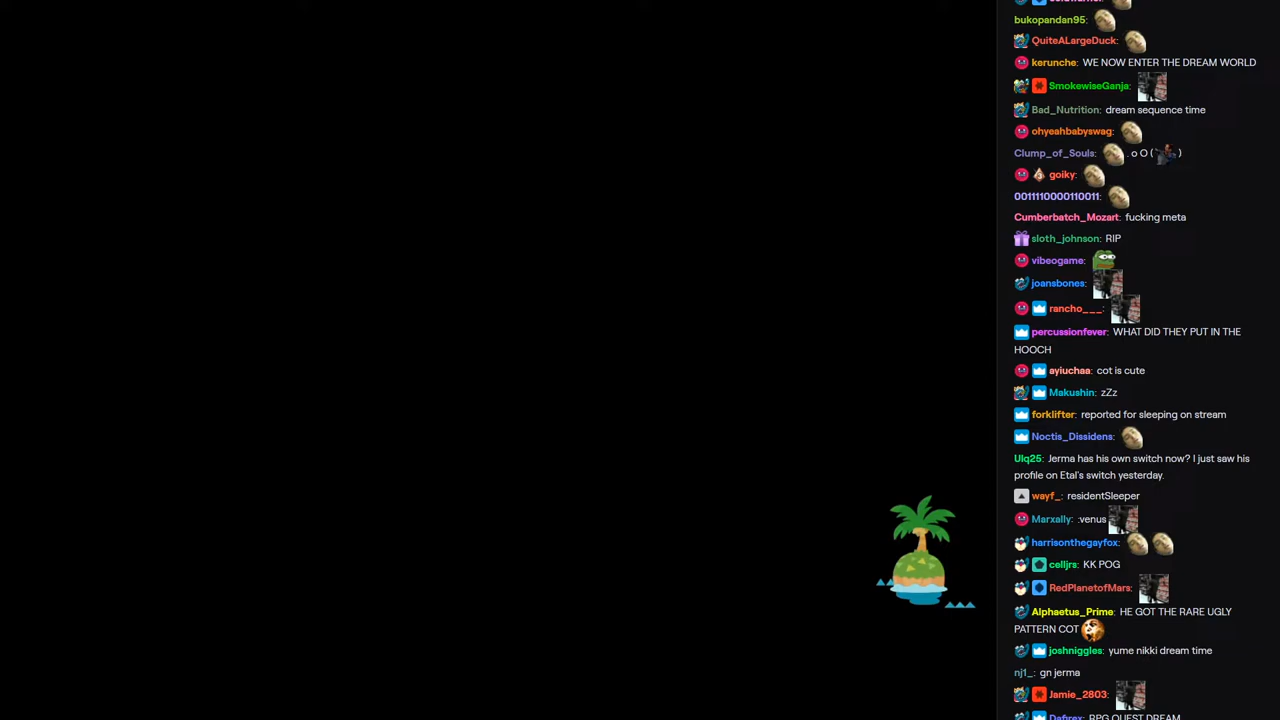 bukopandan95:
QuiteALargeDuck:
kerunche: WE NOW ENTER THE DREAM WORLD
SmokewiseGanja:
Bad_Nutrition: dream sequence time
ohyeahbabyswag:
Clump_of_Souls: . o O ( )
goiky:
0011110000110011:
Cumberbatch_Mozart: fucking meta
sloth_johnson: RIP
vibeogame:
joansbones:
rancho___:
percussionfever: WHAT DID THEY PUT IN THE
HOOCH
ayiuchaa: cot is cute
Makushin: zZz
forklifter: reported for sleeping on stream
Noctis_Dissidens:
Ulq25: Jerma has his own switch now? I just saw his
profile on Etal's switch yesterday.
wayf_: residentSleeper
Marxally: :venus
harrisonthegayfox:
celljrs: KK POG
RedPlanetofMars:
Alphaetus_Prime: HE GOT THE RARE UGLY
PATTERN COT
joshniggles: yume nikki dream time
nj1_: gn jerma
Jamie_2803:
Dafirex: RPG QUEST DREAM